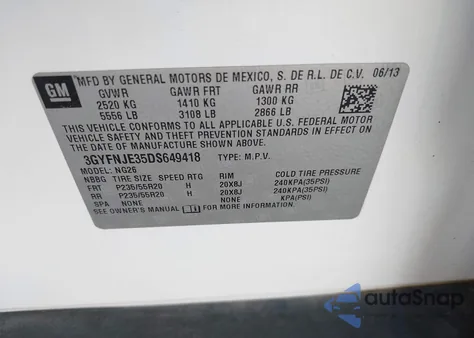 GM
MFD BY GENERAL MOTORS DE MEXICO, S. DE R.L. DE C.V. 06/13
GVWR GAWR FRT GAWR RR
2520 KG 1410 KG 1300 KG
5556 LB 3108 LB 2866 LB
THIS VEHICLE CONFORMS TO ALL APPLICABLE U.S. FEDERAL MOTOR
VEHICLE SAFETY AND THEFT PREVENTION STANDARDS IN EFFECT ON
THE DATE OF MANUFACTURE SHOWN ABOVE.
3GYFNJE35DS649418 TYPE: M.P.V.
MODEL: NG26
NBBG TIRE SIZE SPEED RTG RIM COLD TIRE PRESSURE
FRT P235/55R20 H 20X8J 240KPA(35PSI)
RR P235/55R20 H 20X8J 240KPA(35PSI)
SPA NONE NONE KPA(PSI)
SEE OWNER'S MANUAL FOR MORE INFORMATION.
autoSnap